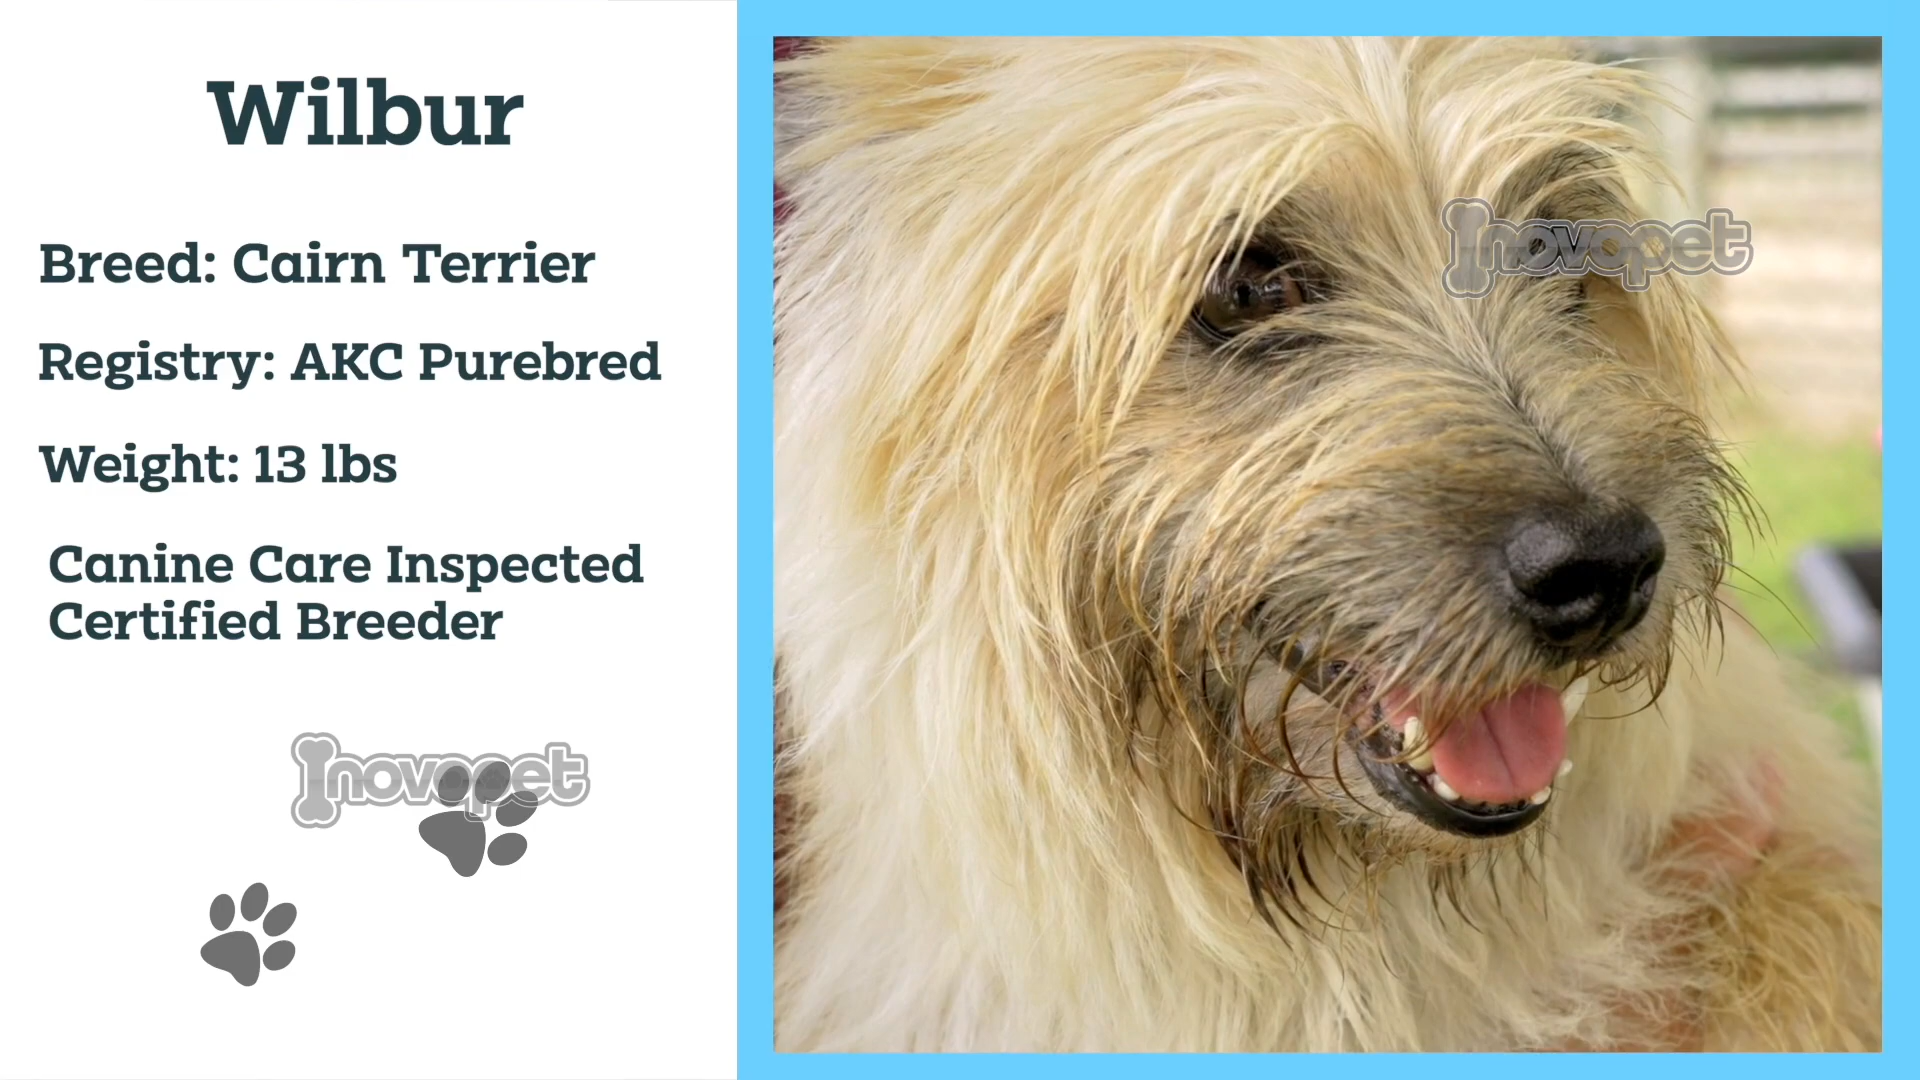 Wilbur
Breed: Cairn Terrier
Registry: AKC Purebred
Weight: 13 lbs
Canine Care Inspected
Certified Breeder
Inovopet
Inovopet